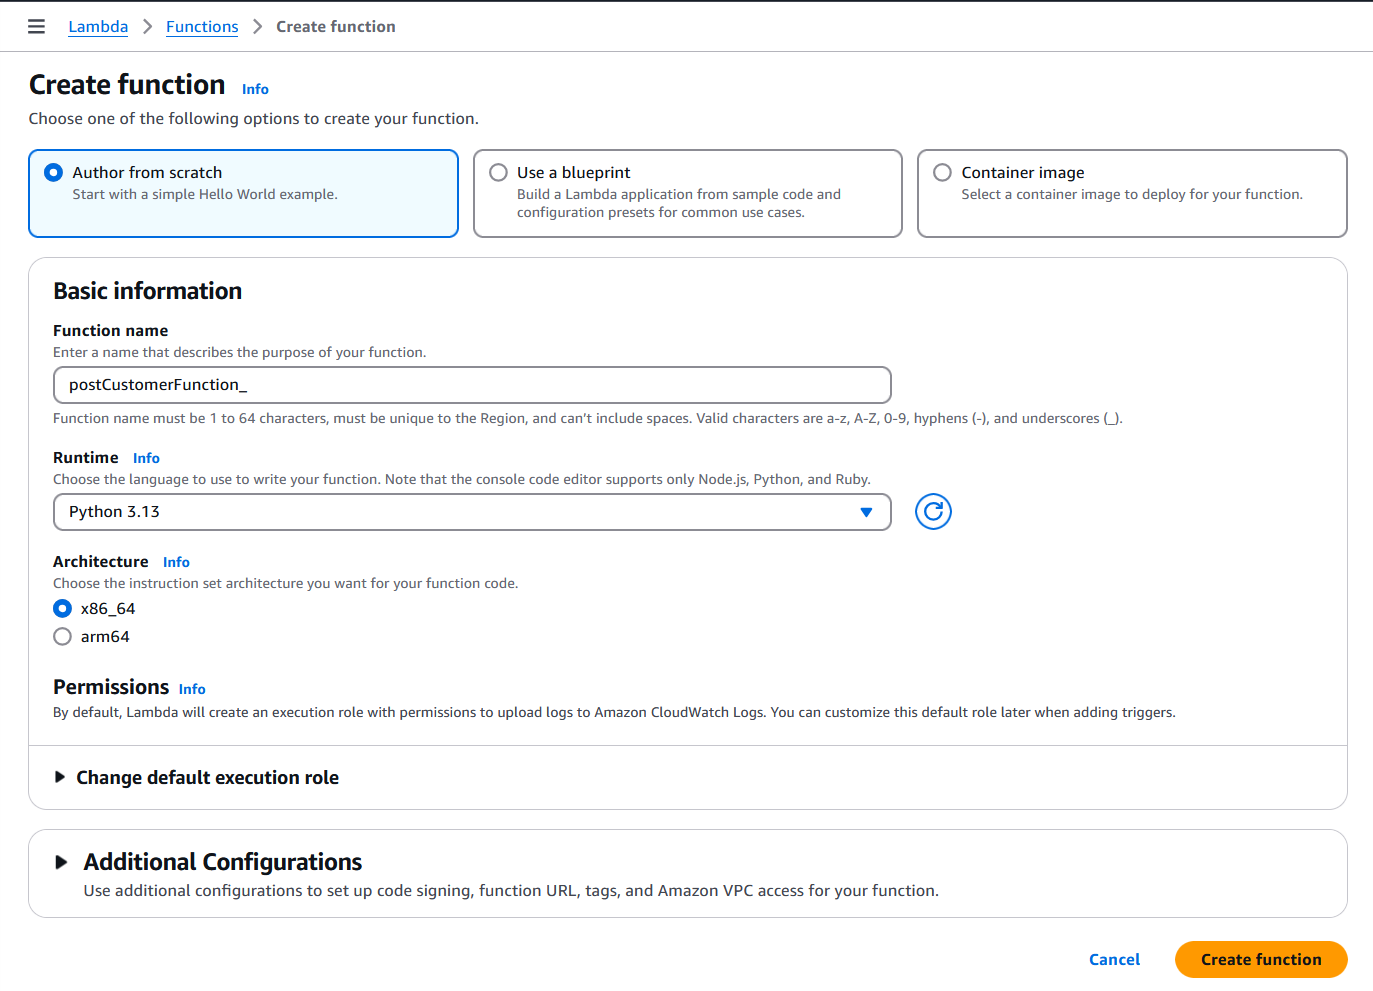 Lambda > Functions > Create function
Create function Info
Choose one of the following options to create your function.
Author from scratch
Start with a simple Hello World example.
Use a blueprint
Build a Lambda application from sample code and
configuration presets for common use cases.
Container image
Select a container image to deploy for your function.
Basic information
Function name
Enter a name that describes the purpose of your function.
postCustomerFunction_
Function name must be 1 to 64 characters, must be unique to the Region, and can’t include spaces. Valid characters are a-z, A-Z, 0-9, hyphens (-), and underscores (_).
Runtime Info
Choose the language to use to write your function. Note that the console code editor supports only Node.js, Python, and Ruby.
Python 3.13
Architecture Info
Choose the instruction set architecture you want for your function code.
x86_64
arm64
Permissions Info
By default, Lambda will create an execution role with permissions to upload logs to Amazon CloudWatch Logs. You can customize this default role later when adding triggers.
Change default execution role
Additional Configurations
Use additional configurations to set up code signing, function URL, tags, and Amazon VPC access for your function.
Cancel
Create function